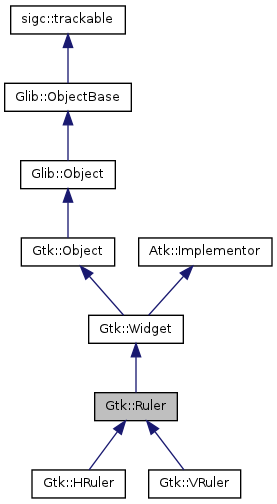 sigc::trackable
Glib::ObjectBase
Glib::Object
Gtk::Object
Atk::Implementor
Gtk::Widget
Gtk::Ruler
Gtk::HRuler
Gtk::VRuler